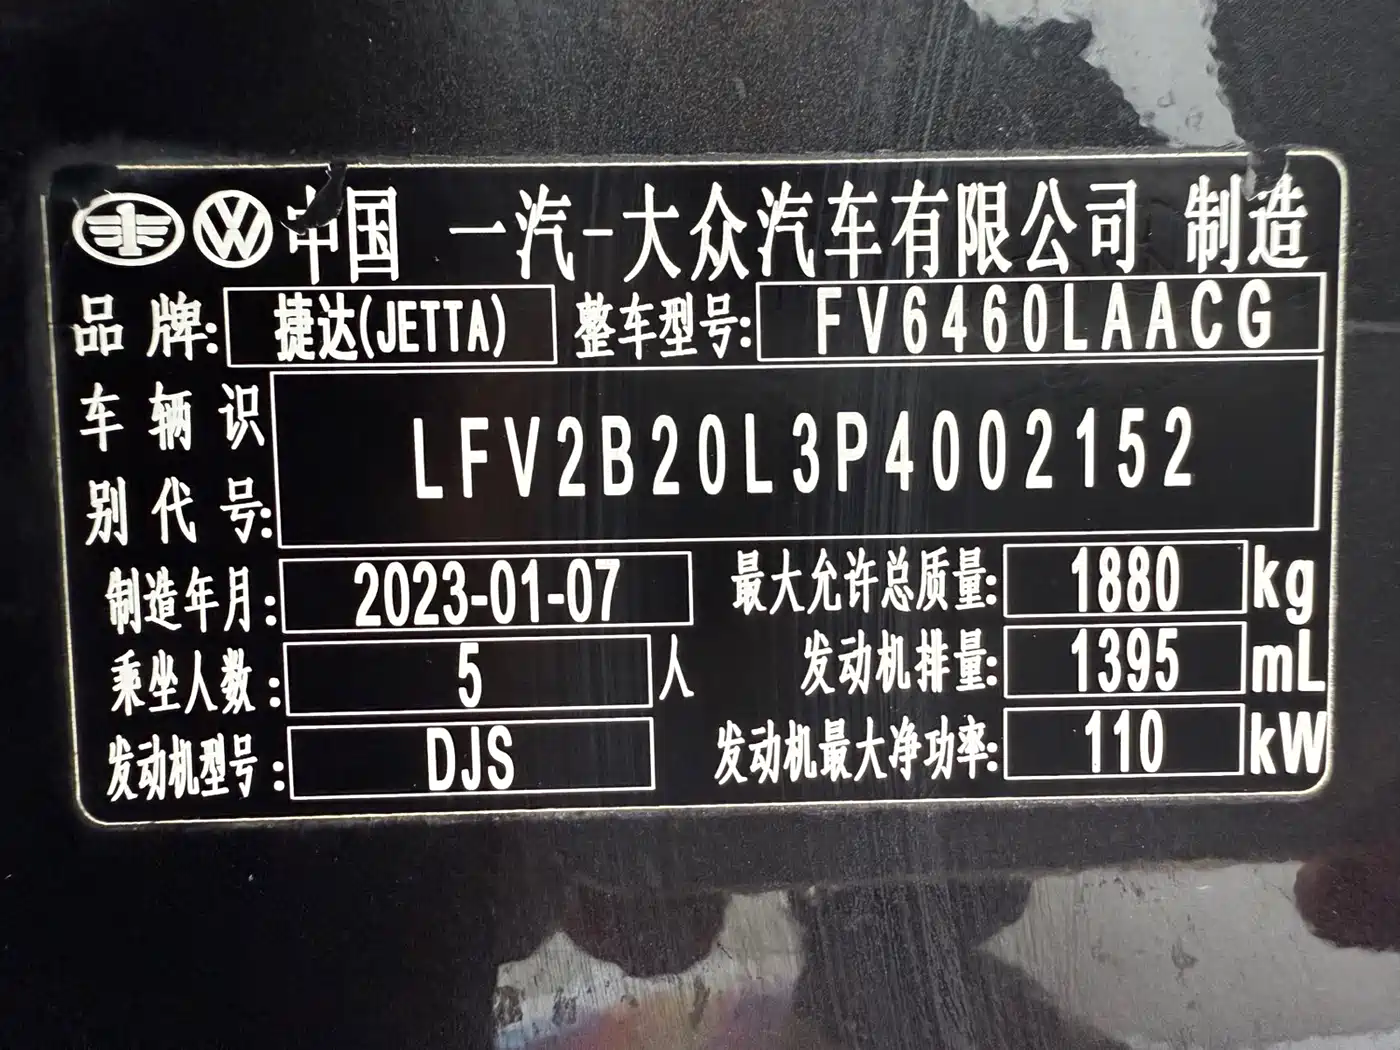 中国 一汽-大众汽车有限公司 制造
品牌: 捷达(JETTA) 整车型号: FV6460LAACG
车辆识别代号: LFV2B20L3P4002152
制造年月: 2023-01-07 最大允许总质量: 1880 kg
乘坐人数: 5 人 发动机排量: 1395 mL
发动机型号: DJS 发动机最大净功率: 110 kW